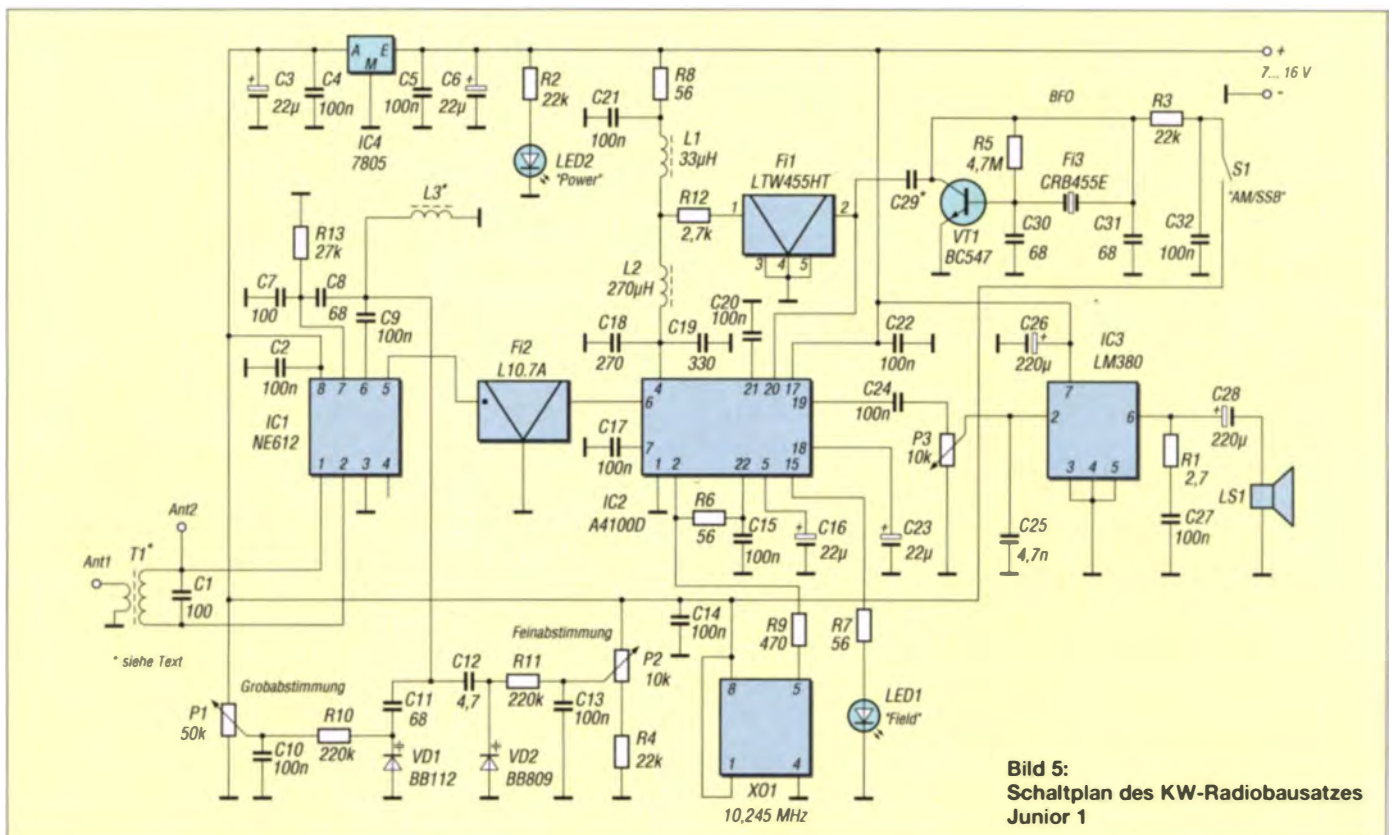 A
E
M
C3
22µ
C4
100n
C5
100n
C6
22µ
IC4
7805
R2
22k
LED2
"Power"
C21
100n
R8
56
L1
33µH
R12
2,7k
1
Fi1
LTW455HT
2
3
4
5
C29*
BFO
R5
4,7M
Fi3
CRB455E
R3
22k
VT1
BC547
C30
68
C31
68
C32
100n
S1
"AM/SSB"
+
7... 16 V
-
L3*
R13
27k
C7
100
C8
68
C9
100n
C2
100n
8
7
6
5
IC1
NE612
1
2
3
4
Fi2
L10.7A
L2
270µH
C18
270
C19
330
C20
100n
C22
100n
4
21
20
17
6
19
7
18
1
2
22
5
15
C17
100n
IC2
A4100D
R6
56
C15
100n
C16
22µ
C23
22µ
C24
100n
P3
10k
C26
220µ
IC3
LM380
7
2
6
3
4
5
C28
220µ
R1
2,7
C27
100n
LS1
C25
4,7n
Ant2
Ant1
T1*
C1
100
* siehe Text
Grobabstimmung
P1
50k
C10
100n
R10
220k
C11
68
VD1
BB112
C12
4,7
VD2
BB809
R11
220k
C13
100n
Feinabstimmung
P2
10k
R4
22k
C14
100n
R9
470
R7
56
LED1
"Field"
8
5
1
4
XO1
10,245 MHz
Bild 5:
Schaltplan des KW-Radiobausatzes
Junior 1